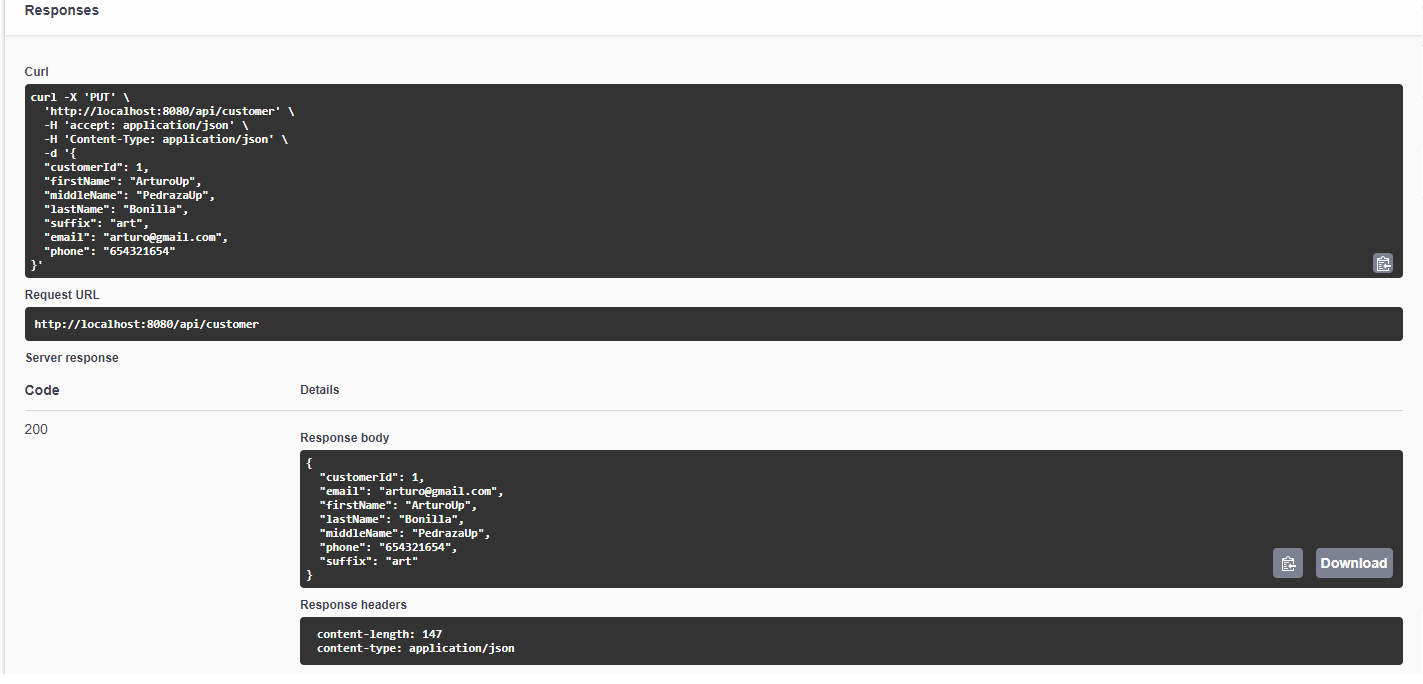 Responses
Curl
curl -X 'PUT' \
  'http://localhost:8080/api/customer' \
  -H 'accept: application/json' \
  -H 'Content-Type: application/json' \
  -d '{
  "customerId": 1,
  "firstName": "ArturoUp",
  "middleName": "PedrazaUp",
  "lastName": "Bonilla",
  "suffix": "art",
  "email": "arturo@gmail.com",
  "phone": "654321654"
}'
Request URL
http://localhost:8080/api/customer
Server response
Code Details
200
Response body
{
  "customerId": 1,
  "email": "arturo@gmail.com",
  "firstName": "ArturoUp",
  "lastName": "Bonilla",
  "middleName": "PedrazaUp",
  "phone": "654321654",
  "suffix": "art"
}
Download
Response headers
content-length: 147
content-type: application/json